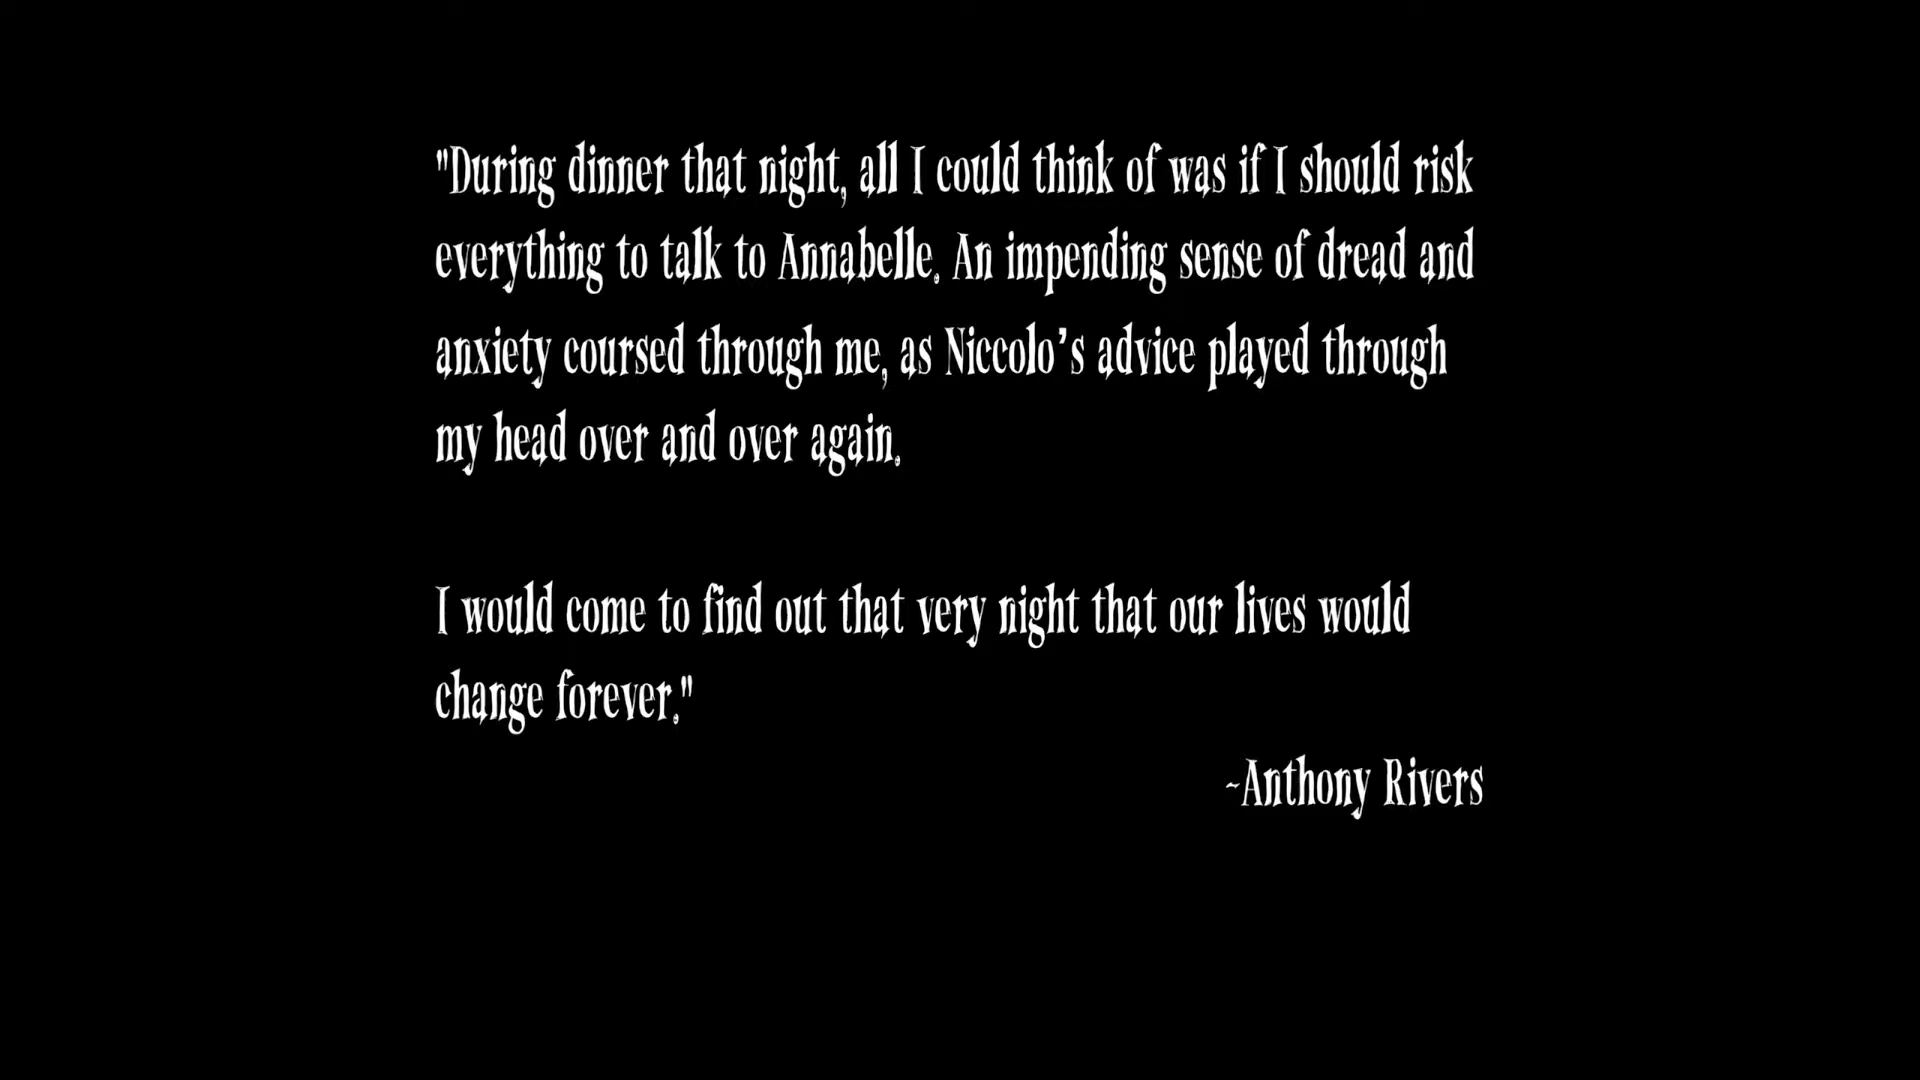 "During dinner that night, all I could think of was if I should risk
everything to talk to Annabelle. An impending sense of dread and
anxiety coursed through me, as Niccolo’s advice played through
my head over and over again.
I would come to find out that very night that our lives would
change forever."
~Anthony Rivers